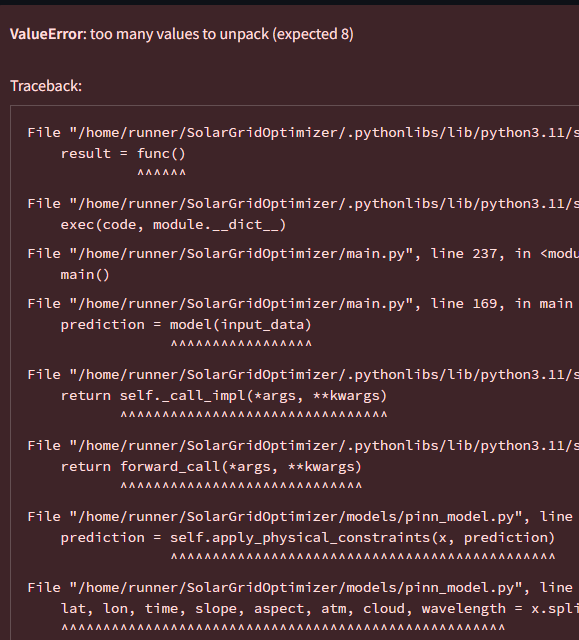 ValueError: too many values to unpack (expected 8)
Traceback:
File "/home/runner/SolarGridOptimizer/.pythonlibs/lib/python3.11/s
result = func()
^^^^^^
File "/home/runner/SolarGridOptimizer/.pythonlibs/lib/python3.11/s
exec(code, module.__dict__)
File "/home/runner/SolarGridOptimizer/main.py", line 237, in <modu
main()
File "/home/runner/SolarGridOptimizer/main.py", line 169, in main
prediction = model(input_data)
^^^^^^^^^^^^^^^^^
File "/home/runner/SolarGridOptimizer/.pythonlibs/lib/python3.11/s
return self._call_impl(*args, **kwargs)
^^^^^^^^^^^^^^^^^^^^^^^^^^^^^^^^
File "/home/runner/SolarGridOptimizer/.pythonlibs/lib/python3.11/s
return forward_call(*args, **kwargs)
^^^^^^^^^^^^^^^^^^^^^^^^^^^^^
File "/home/runner/SolarGridOptimizer/models/pinn_model.py", line
prediction = self.apply_physical_constraints(x, prediction)
^^^^^^^^^^^^^^^^^^^^^^^^^^^^^^^^^^^^^^^^^^^^^^
File "/home/runner/SolarGridOptimizer/models/pinn_model.py", line
lat, lon, time, slope, aspect, atm, cloud, wavelength = x.spli
^^^^^^^^^^^^^^^^^^^^^^^^^^^^^^^^^^^^^^^^^^^^^^^^^^^^^